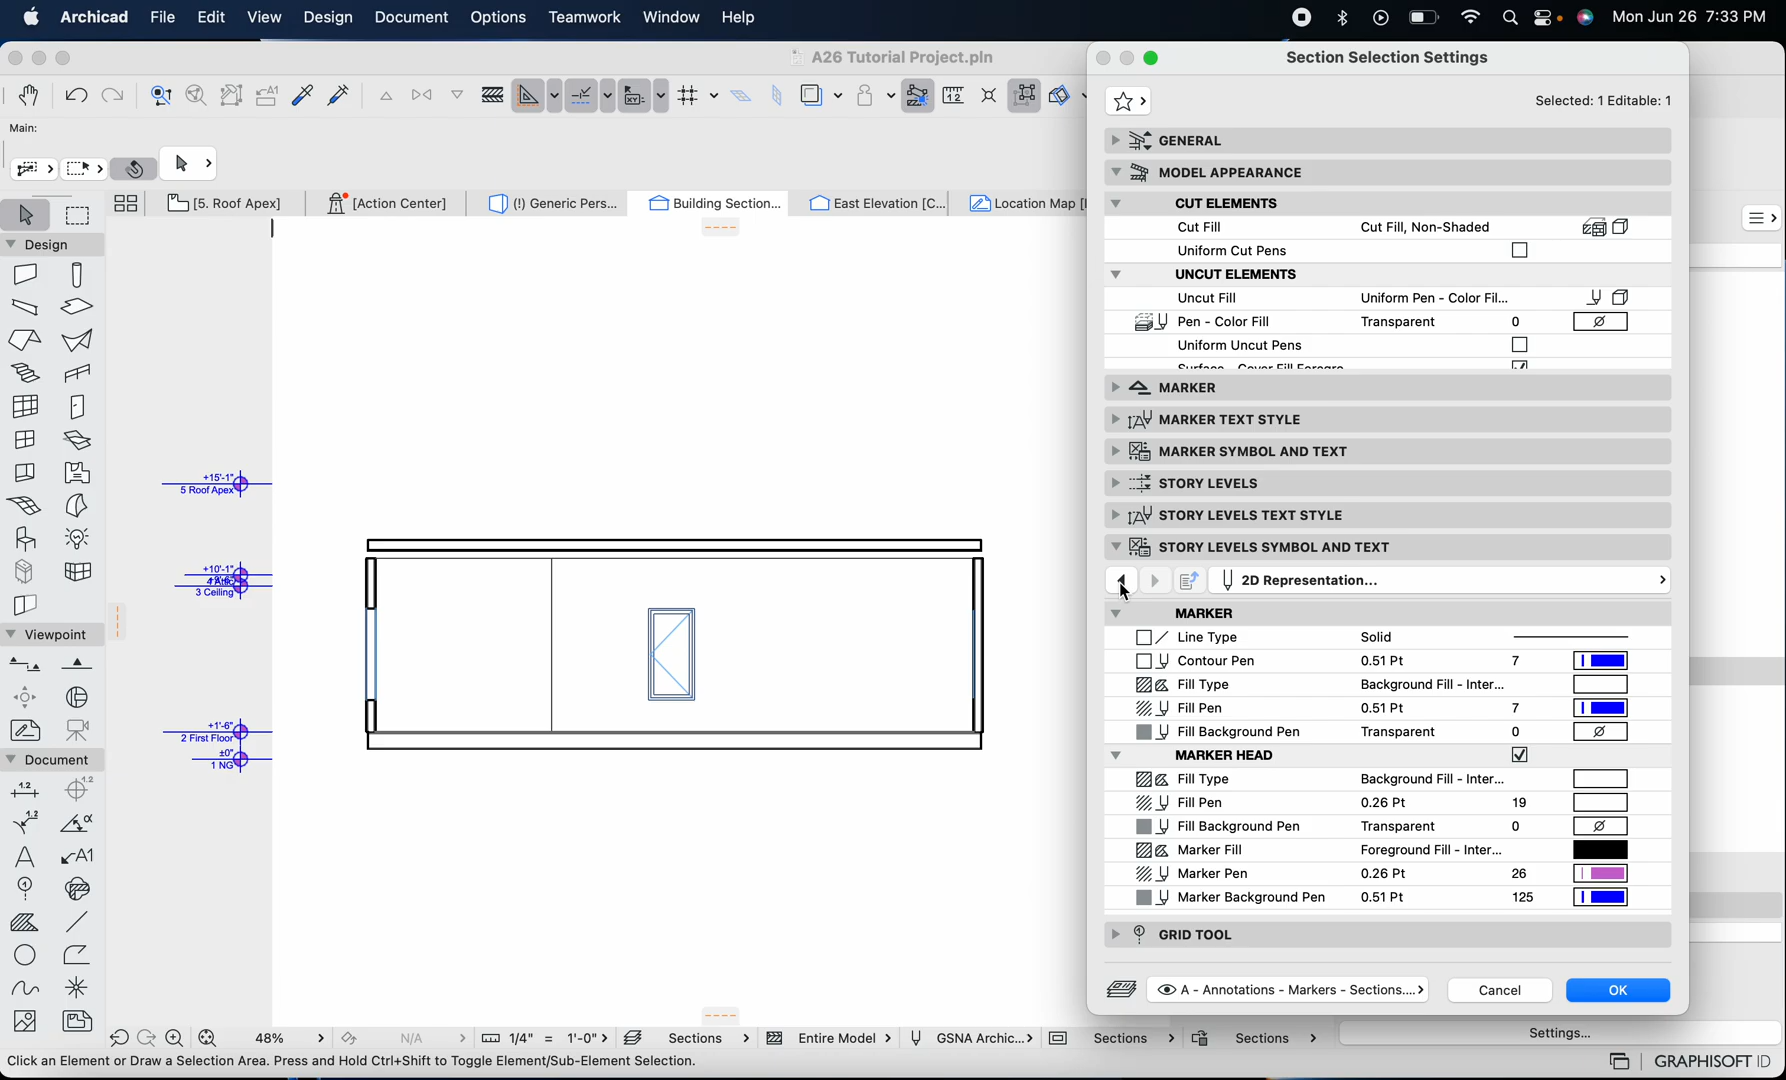 Archicad File Edit View Design Document Options Teamwork Window Help
Mon Jun 26 7:33 PM
A26 Tutorial Project.pln
Section Selection Settings
Selected: 1 Editable: 1
Main:
[5. Roof Apex]
[Action Center]
(!) Generic Pers...
Building Section...
East Elevation [C...
Location Map [I
Design
Viewpoint
Document
GENERAL
MODEL APPEARANCE
CUT ELEMENTS
Cut Fill Cut Fill, Non-Shaded
Uniform Cut Pens
UNCUT ELEMENTS
Uncut Fill Uniform Pen - Color Fil...
Pen - Color Fill Transparent 0
Uniform Uncut Pens
MARKER
MARKER TEXT STYLE
MARKER SYMBOL AND TEXT
STORY LEVELS
STORY LEVELS TEXT STYLE
STORY LEVELS SYMBOL AND TEXT
2D Representation...
MARKER
Line Type Solid
Contour Pen 0.51 Pt 7
Fill Type Background Fill - Inter...
Fill Pen 0.51 Pt 7
Fill Background Pen Transparent 0
MARKER HEAD
Fill Type Background Fill - Inter...
Fill Pen 0.26 Pt 19
Fill Background Pen Transparent 0
Marker Fill Foreground Fill - Inter...
Marker Pen 0.26 Pt 26
Marker Background Pen 0.51 Pt 125
GRID TOOL
A - Annotations - Markers - Sections....
Cancel
OK
+15'-1"
5 Roof Apex
+10'-1"
3 Ceiling
+1'-6"
2 First Floor
±0"
1 NG
48% N/A 1/4" = 1'-0" Sections Entire Model GSNA Archic... Sections Sections
Settings...
Click an Element or Draw a Selection Area. Press and Hold Ctrl+Shift to Toggle Element/Sub-Element Selection.
GRAPHISOFT ID